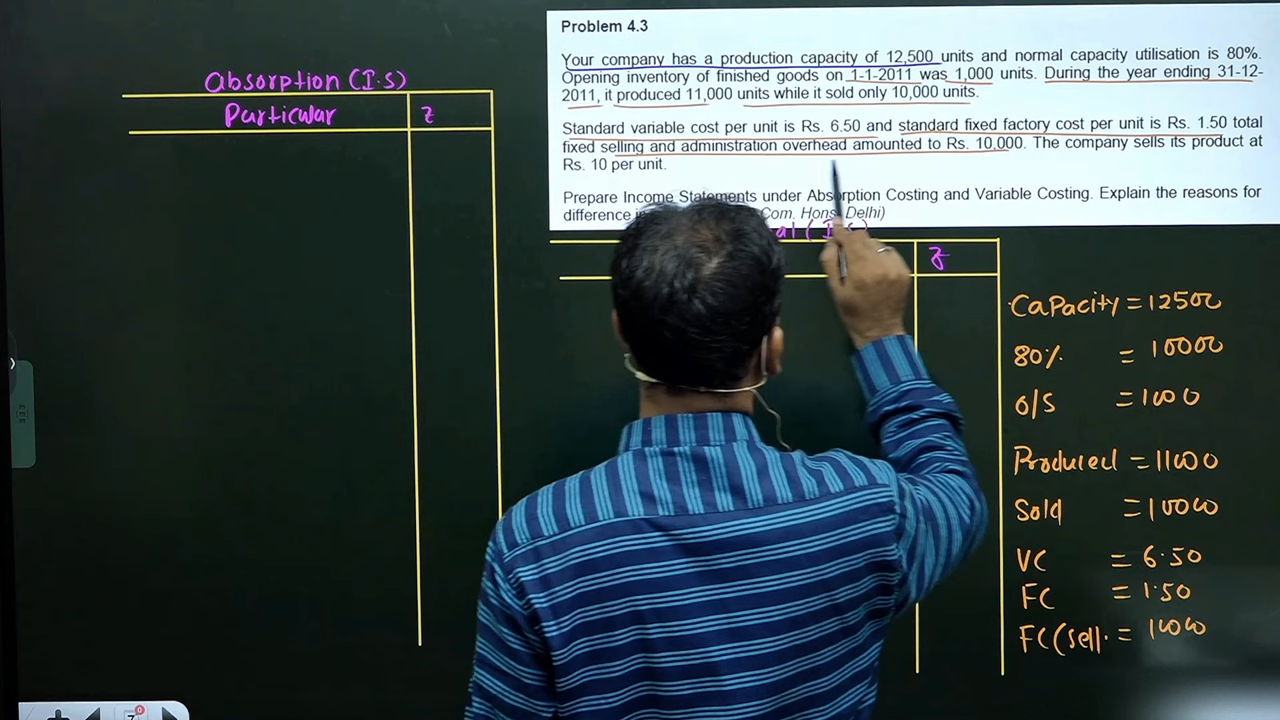 Problem 4.3
Your company has a production capacity of 12,500 units and normal capacity utilisation is 80%.
Opening inventory of finished goods on 1-1-2011 was 1,000 units. During the year ending 31-12-
2011, it produced 11,000 units while it sold only 10,000 units.
Standard variable cost per unit is Rs. 6.50 and standard fixed factory cost per unit is Rs. 1.50 total
fixed selling and administration overhead amounted to Rs. 10,000. The company sells its product at
Rs. 10 per unit.
Prepare Income Statements under Absorption Costing and Variable Costing. Explain the reasons for
difference Com. Hons. Delhi)
Absorption (I.S)
Particular ₹
al (I.S)
₹
Capacity = 12500
80% = 10000
O/S = 1000
Produced = 11000
Sold = 10000
VC = 6.50
FC = 1.50
FC (sell. = 1000